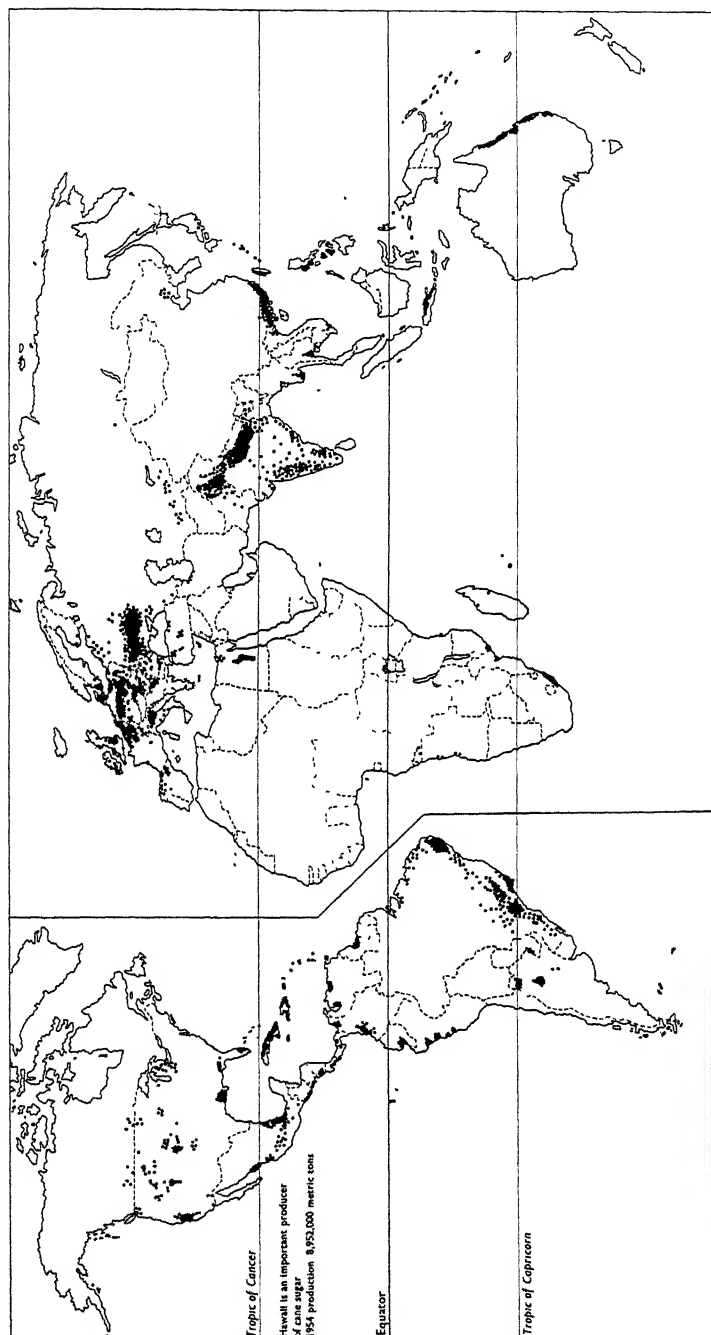 Tropic of Cancer
Hawaii is an important producer
of cane sugar
1954 production 8,952,000 metric tons
Equator
Tropic of Capricorn